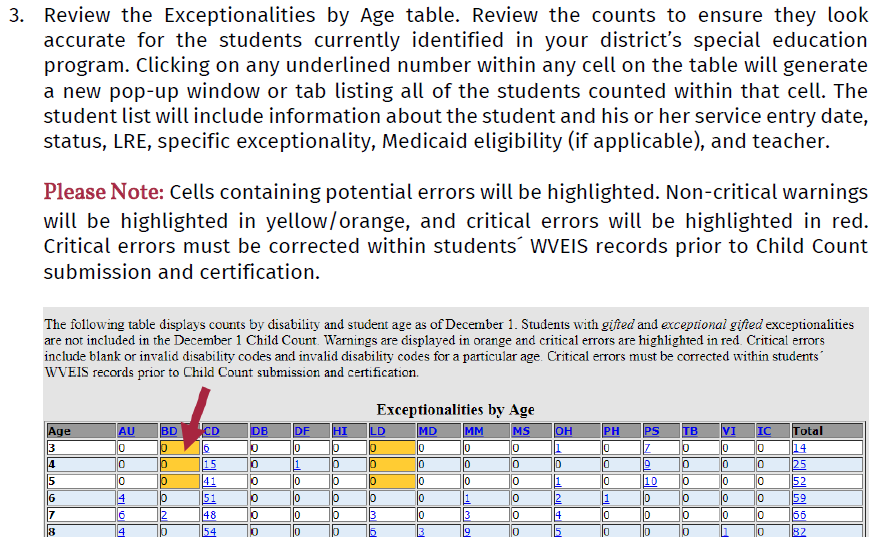 3. Review the Exceptionalities by Age table. Review the counts to ensure they look
accurate for the students currently identified in your district’s special education
program. Clicking on any underlined number within any cell on the table will generate
a new pop-up window or tab listing all of the students counted within that cell. The
student list will include information about the student and his or her service entry date,
status, LRE, specific exceptionality, Medicaid eligibility (if applicable), and teacher.
Please Note: Cells containing potential errors will be highlighted. Non-critical warnings
will be highlighted in yellow/orange, and critical errors will be highlighted in red.
Critical errors must be corrected within students´ WVEIS records prior to Child Count
submission and certification.
The following table displays counts by disability and student age as of December 1. Students with gifted and exceptional gifted exceptionalities
are not included in the December 1 Child Count. Warnings are displayed in orange and critical errors are highlighted in red. Critical errors
include blank or invalid disability codes and invalid disability codes for a particular age. Critical errors must be corrected within students´
WVEIS records prior to Child Count submission and certification.
Exceptionalities by Age
Age AU BD CD DB DF HI LD MD MM MS OH PH PS TB VI IC Total
3 0 0 6 0 0 0 0 0 0 0 1 0 7 0 0 0 14
4 0 0 15 0 1 0 0 0 0 0 0 0 9 0 0 0 25
5 0 0 41 0 0 0 0 0 0 0 1 0 10 0 0 0 52
6 4 0 51 0 0 0 0 0 1 0 2 1 0 0 0 0 59
7 6 2 48 0 0 0 3 0 3 0 4 0 0 0 0 0 66
8 4 0 54 0 0 0 6 3 9 0 5 0 0 0 1 0 82